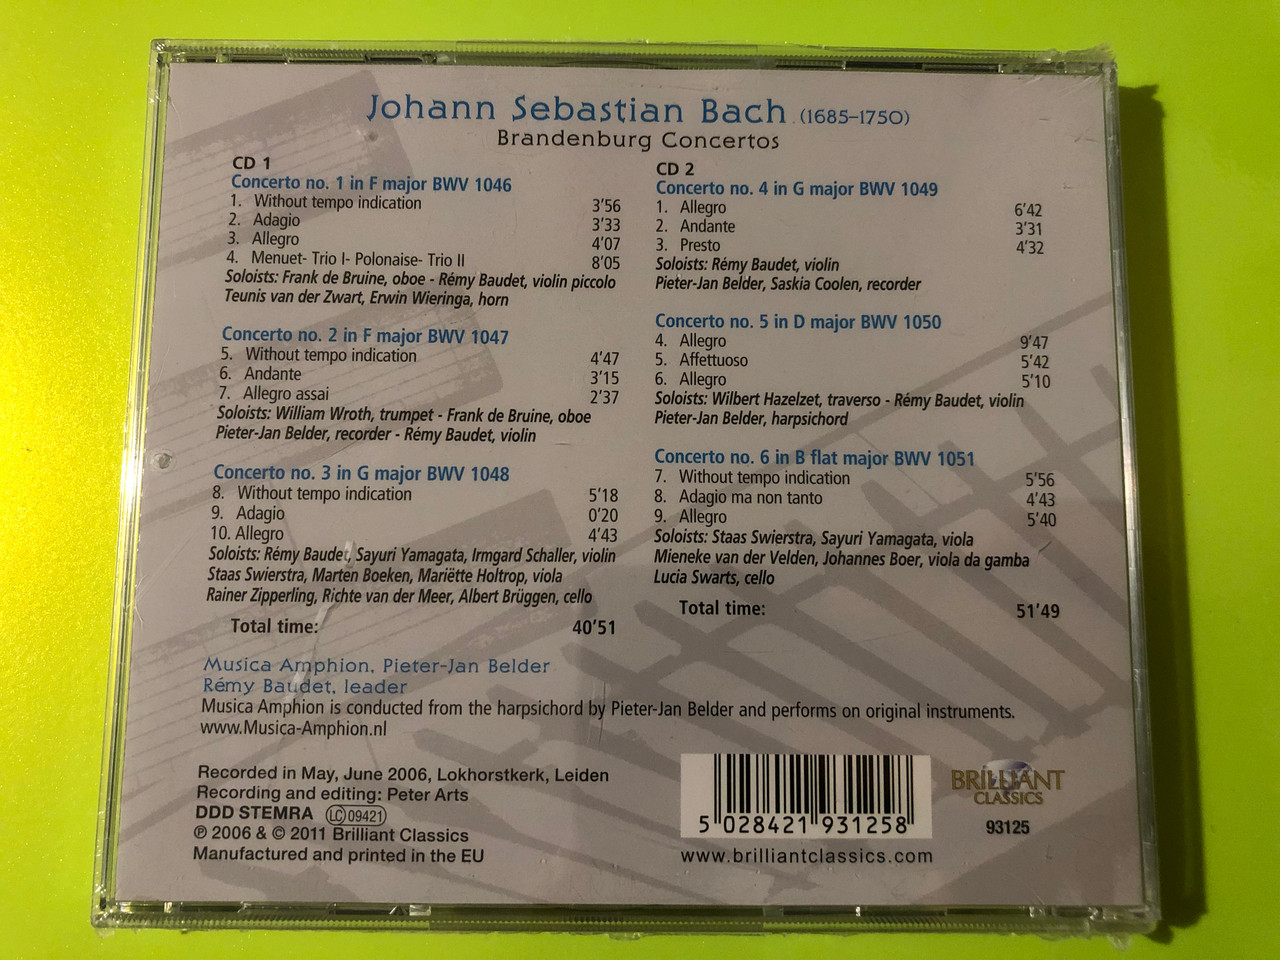 Johann Sebastian Bach (1685–1750)
Brandenburg Concertos
CD 1
Concerto no. 1 in F major BWV 1046
1. Without tempo indication 3'56
2. Adagio 3'33
3. Allegro 4'07
4. Menuet- Trio I- Polonaise- Trio II 8'05
Soloists: Frank de Bruine, oboe - Rémy Baudet, violin piccolo
Teunis van der Zwart, Erwin Wieringa, horn
Concerto no. 2 in F major BWV 1047
5. Without tempo indication 4'47
6. Andante 3'15
7. Allegro assai 2'37
Soloists: William Wroth, trumpet - Frank de Bruine, oboe
Pieter-Jan Belder, recorder - Rémy Baudet, violin
Concerto no. 3 in G major BWV 1048
8. Without tempo indication 5'18
9. Adagio 0'20
10. Allegro 4'43
Soloists: Rémy Baudet, Sayuri Yamagata, Irmgard Schaller, violin
Staas Swierstra, Marten Boeken, Mariëtte Holtrop, viola
Rainer Zipperling, Richte van der Meer, Albert Brüggen, cello
Total time: 40'51
CD 2
Concerto no. 4 in G major BWV 1049
1. Allegro 6'42
2. Andante 3'31
3. Presto 4'32
Soloists: Rémy Baudet, violin
Pieter-Jan Belder, Saskia Coolen, recorder
Concerto no. 5 in D major BWV 1050
4. Allegro 9'47
5. Affettuoso 5'42
6. Allegro 5'10
Soloists: Wilbert Hazelzet, traverso - Rémy Baudet, violin
Pieter-Jan Belder, harpsichord
Concerto no. 6 in B flat major BWV 1051
7. Without tempo indication 5'56
8. Adagio ma non tanto 4'43
9. Allegro 5'40
Soloists: Staas Swierstra, Sayuri Yamagata, viola
Mieneke van der Velden, Johannes Boer, viola da gamba
Lucia Swarts, cello
Total time: 51'49
Musica Amphion, Pieter-Jan Belder
Rémy Baudet, leader
Musica Amphion is conducted from the harpsichord by Pieter-Jan Belder and performs on original instruments.
www.Musica-Amphion.nl
Recorded in May, June 2006, Lokhorstkerk, Leiden
Recording and editing: Peter Arts
DDD STEMRA LC 09421
℗ 2006 & © 2011 Brilliant Classics
Manufactured and printed in the EU
5 028421 931258
www.brilliantclassics.com
BRILLIANT
CLASSICS
93125